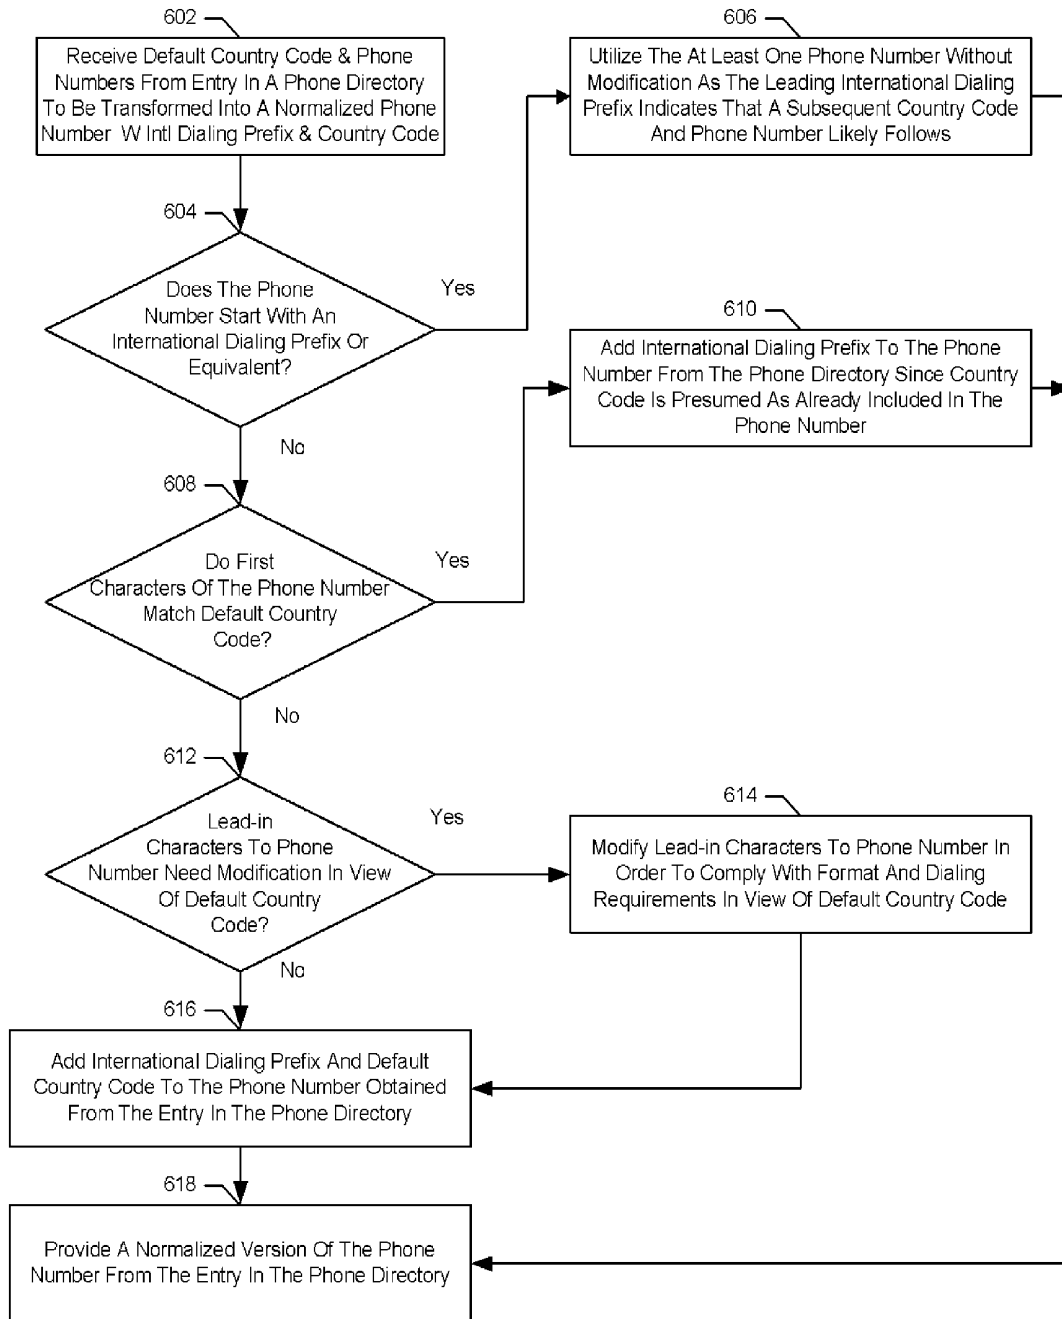 602
Receive Default Country Code & Phone
Numbers From Entry In A Phone Directory
To Be Transformed Into A Normalized Phone
Number W Intl Dialing Prefix & Country Code
606
Utilize The At Least One Phone Number Without
Modification As The Leading International Dialing
Prefix Indicates That A Subsequent Country Code
And Phone Number Likely Follows
604
Does The Phone
Number Start With An
International Dialing Prefix Or
Equivalent?
Yes
No
610
Add International Dialing Prefix To The Phone
Number From The Phone Directory Since Country
Code Is Presumed As Already Included In The
Phone Number
608
Do First
Characters Of The Phone Number
Match Default Country
Code?
Yes
No
612
Lead-in
Characters To Phone
Number Need Modification In View
Of Default Country
Code?
Yes
No
614
Modify Lead-in Characters To Phone Number In
Order To Comply With Format And Dialing
Requirements In View Of Default Country Code
616
Add International Dialing Prefix And Default
Country Code To The Phone Number Obtained
From The Entry In The Phone Directory
618
Provide A Normalized Version Of The Phone
Number From The Entry In The Phone Directory